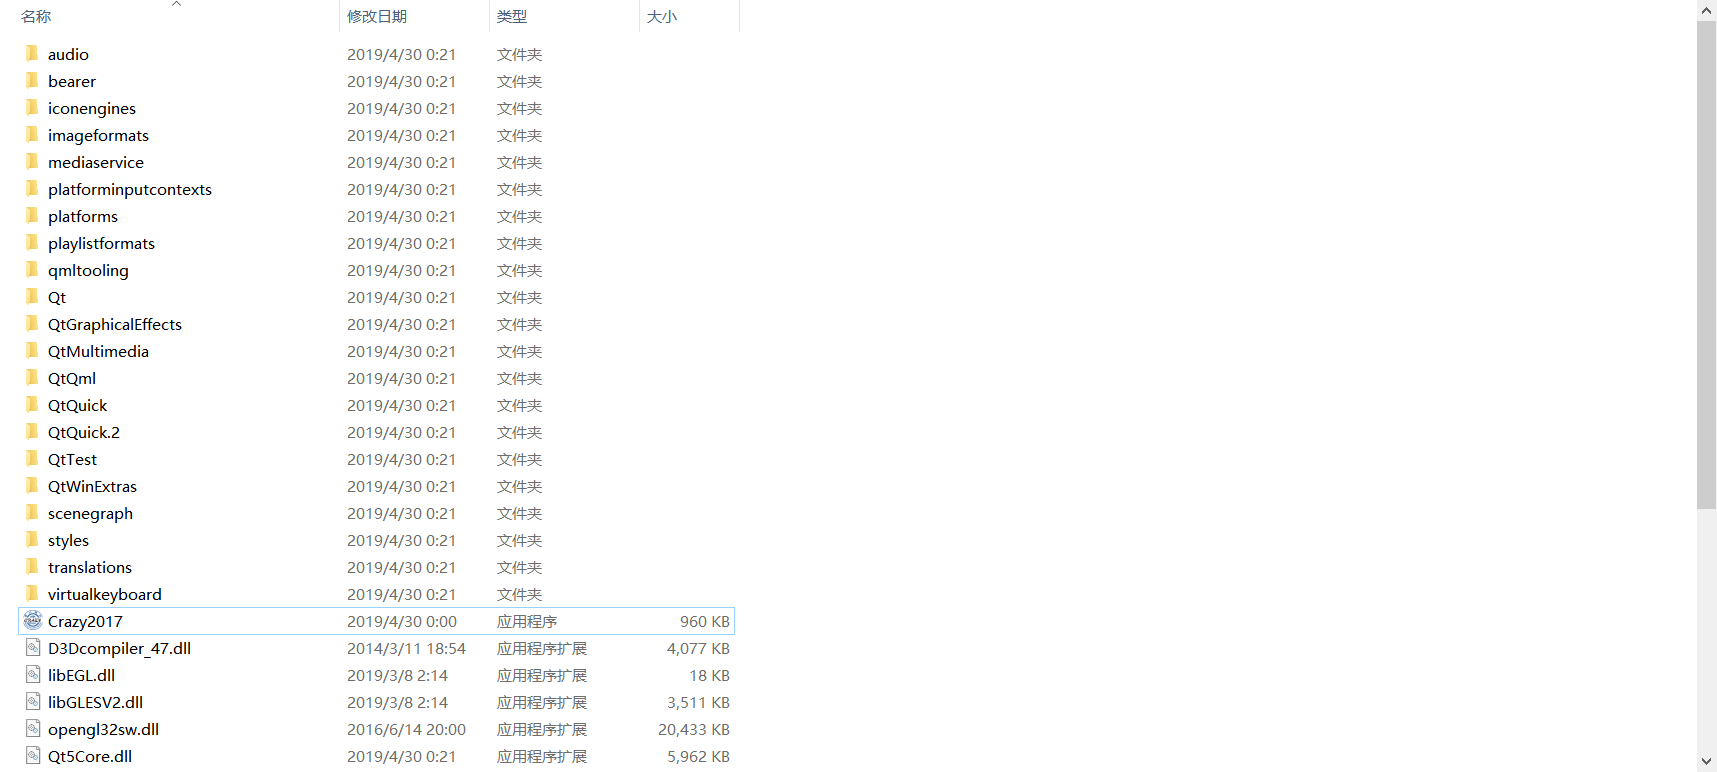 名称 修改日期 类型 大小
audio 2019/4/30 0:21 文件夹
bearer 2019/4/30 0:21 文件夹
iconengines 2019/4/30 0:21 文件夹
imageformats 2019/4/30 0:21 文件夹
mediaservice 2019/4/30 0:21 文件夹
platforminputcontexts 2019/4/30 0:21 文件夹
platforms 2019/4/30 0:21 文件夹
playlistformats 2019/4/30 0:21 文件夹
qmltooling 2019/4/30 0:21 文件夹
Qt 2019/4/30 0:21 文件夹
QtGraphicalEffects 2019/4/30 0:21 文件夹
QtMultimedia 2019/4/30 0:21 文件夹
QtQml 2019/4/30 0:21 文件夹
QtQuick 2019/4/30 0:21 文件夹
QtQuick.2 2019/4/30 0:21 文件夹
QtTest 2019/4/30 0:21 文件夹
QtWinExtras 2019/4/30 0:21 文件夹
scenegraph 2019/4/30 0:21 文件夹
styles 2019/4/30 0:21 文件夹
translations 2019/4/30 0:21 文件夹
virtualkeyboard 2019/4/30 0:21 文件夹
Crazy2017 2019/4/30 0:00 应用程序 960 KB
D3Dcompiler_47.dll 2014/3/11 18:54 应用程序扩展 4,077 KB
libEGL.dll 2019/3/8 2:14 应用程序扩展 18 KB
libGLESV2.dll 2019/3/8 2:14 应用程序扩展 3,511 KB
opengl32sw.dll 2016/6/14 20:00 应用程序扩展 20,433 KB
Qt5Core.dll 2019/4/30 0:21 应用程序扩展 5,962 KB